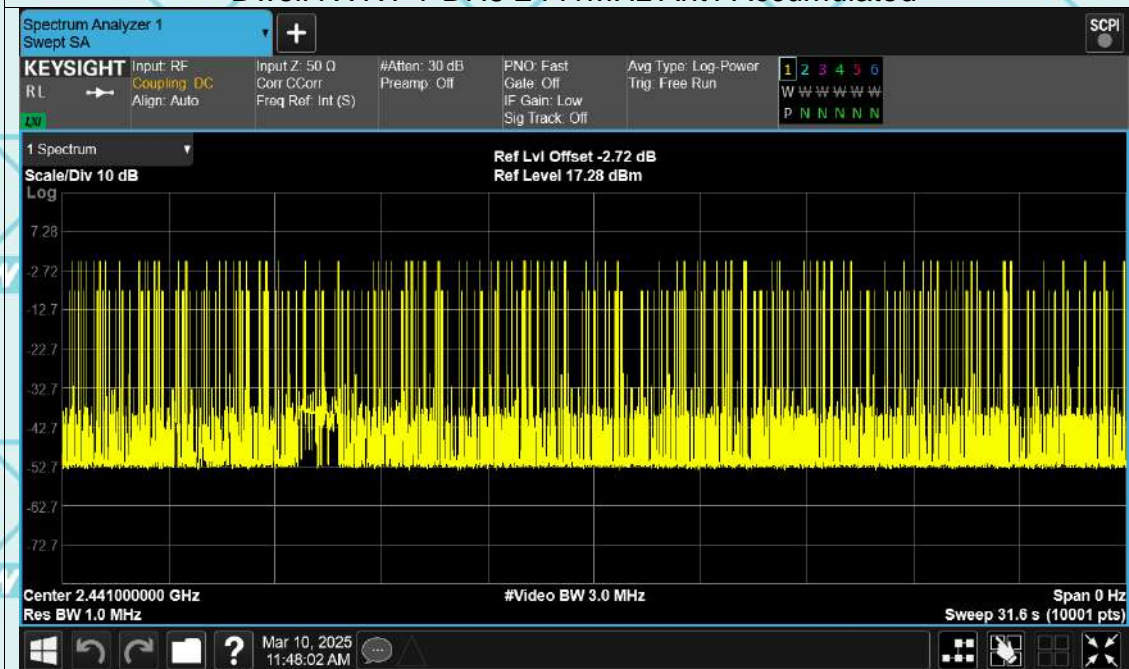 Spectrum Analyzer 1
Swept SA
+
SCPI
KEYSIGHT
RL
LXI
Input: RF
Coupling: DC
Align: Auto
Input Z: 50 Ω
Corr CCorr
Freq Ref: Int (S)
#Atten: 30 dB
Preamp: Off
PNO: Fast
Gate: Off
IF Gain: Low
Sig Track: Off
Avg Type: Log-Power
Trig: Free Run
1 2 3 4 5 6
W W W W W W
P N N N N N
1 Spectrum
Scale/Div 10 dB
Log
Ref Lvl Offset -2.72 dB
Ref Level 17.28 dBm
7.28
-2.72
-12.7
-22.7
-32.7
-42.7
-52.7
-62.7
-72.7
Center 2.441000000 GHz
Res BW 1.0 MHz
#Video BW 3.0 MHz
Span 0 Hz
Sweep 31.6 s (10001 pts)
?
Mar 10, 2025
11:48:02 AM